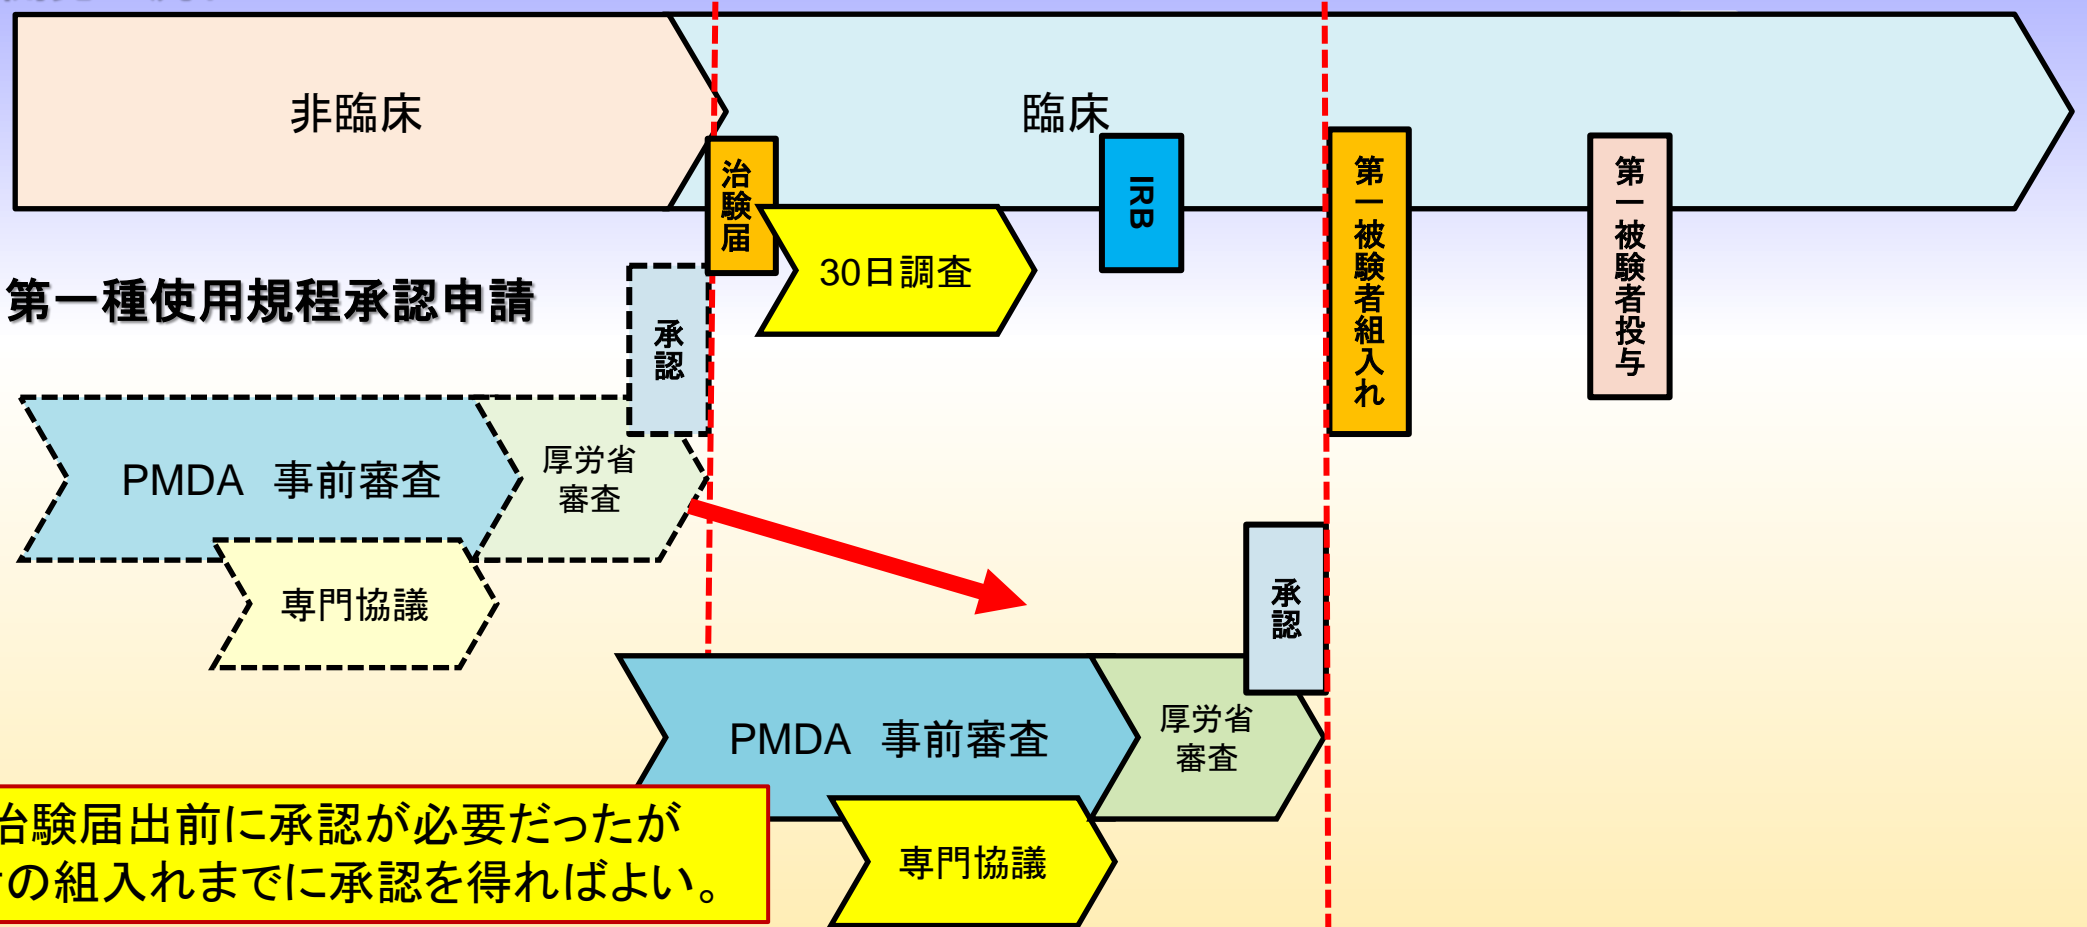 非臨床
臨床
治験届
30日調査
IRB
第一被験者組入れ
第一被験者投与
第一種使用規程承認申請
承認
PMDA　事前審査
厚労省
審査
専門協議
承認
PMDA　事前審査
厚労省
審査
専門協議
治験届出前に承認が必要だったが
の組入れまでに承認を得ればよい。